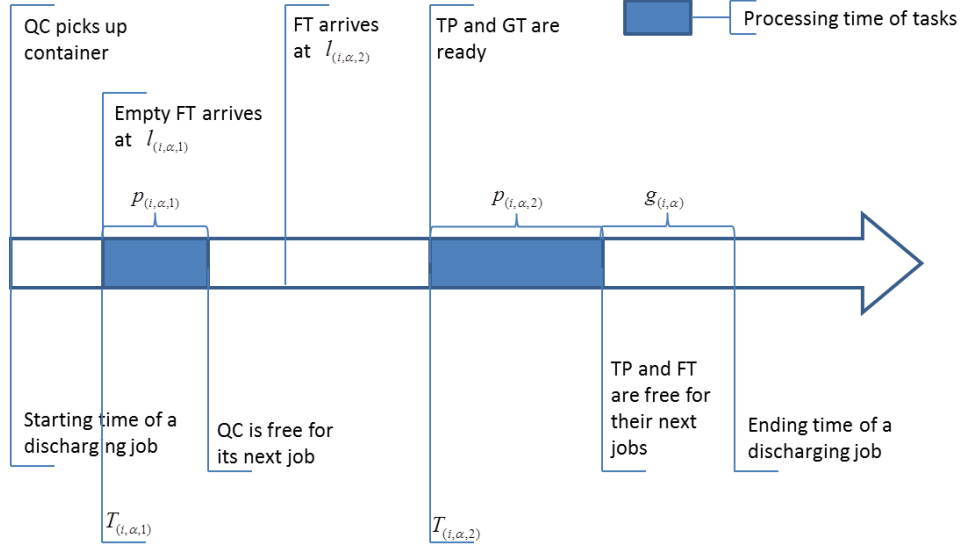 QC picks up
container
FT arrives
at l(i,α,2)
TP and GT are
ready
Processing time of tasks
Empty FT arrives
at l(i,α,1)
p(i,α,1)
p(i,α,2)
g(i,α)
Starting time of a
discharging job
QC is free for
its next job
TP and FT
are free for
their next
jobs
Ending time of a
discharging job
T(i,α,1)
T(i,α,2)